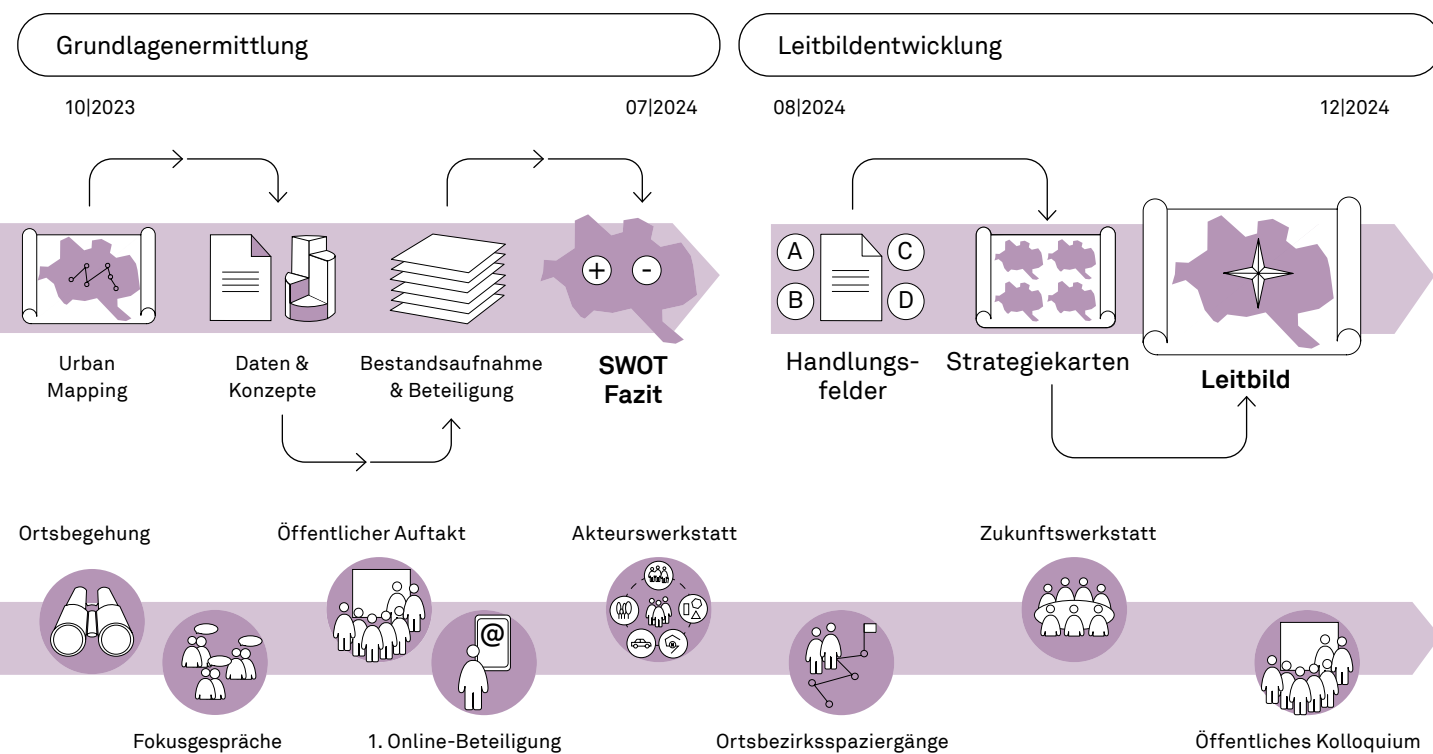 Grundlagenermittlung
Leitbildentwicklung
10|2023
07|2024
08|2024
12|2024
+
-
A
C
B
D
Urban
Mapping
Daten &
Konzepte
Bestandsaufnahme
& Beteiligung
SWOT
Fazit
Handlungs-
felder
Strategiekarten
Leitbild
Ortsbegehung
Öffentlicher Auftakt
Akteurswerkstatt
Zukunftswerkstatt
@
Fokusgespräche
1. Online-Beteiligung
Ortsbezirksspaziergänge
Öffentliches Kolloquium